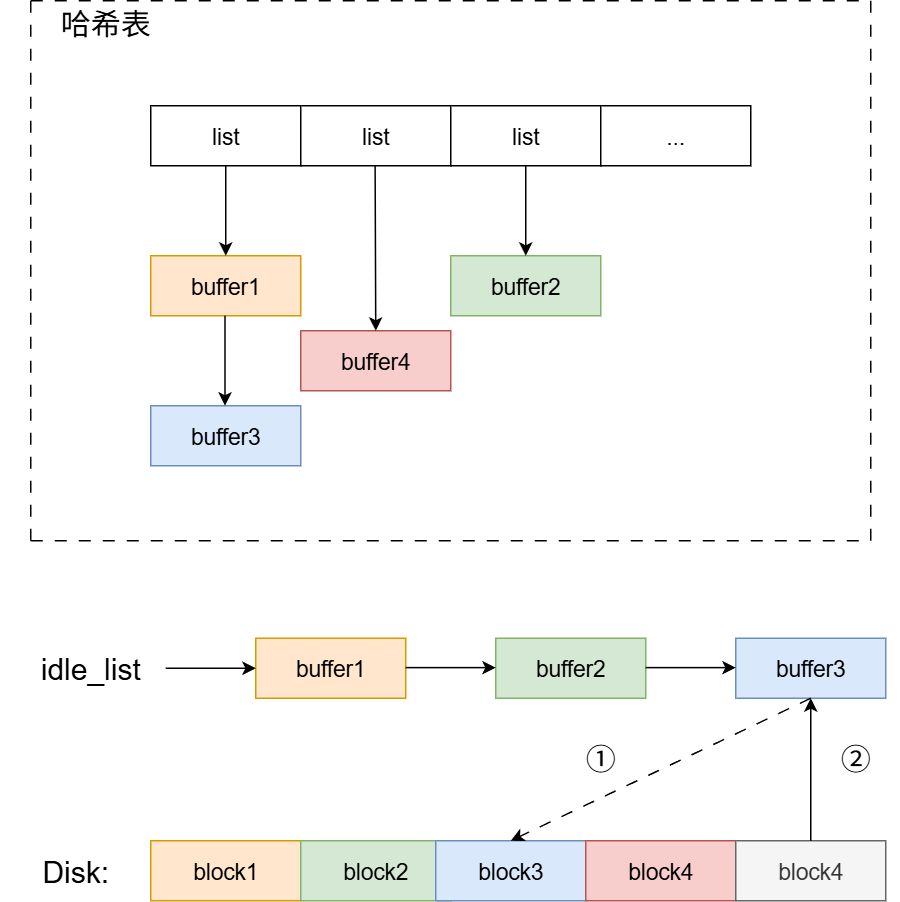 哈希表
list list list ...
buffer1 buffer2
buffer4
buffer3
idle_list buffer1 buffer2 buffer3
① ②
Disk: block1 block2 block3 block4 block4